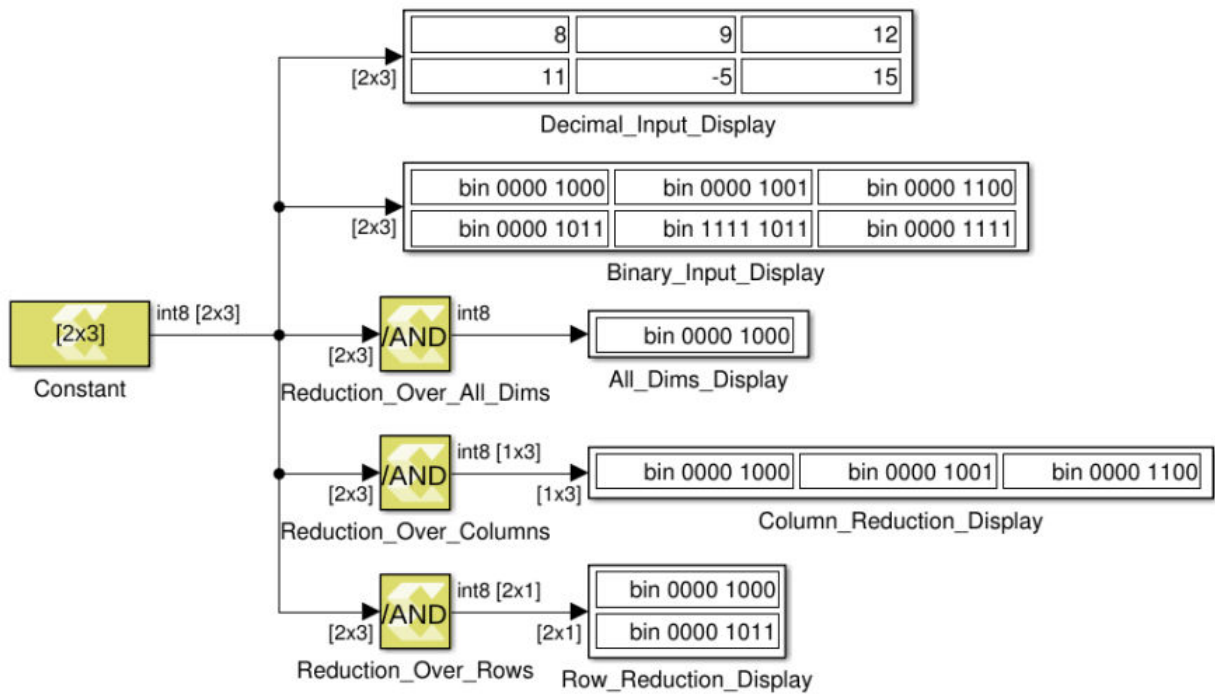 8 9 12
[2x3]
11 -5 15
Decimal_Input_Display
bin 0000 1000 bin 0000 1001 bin 0000 1100
[2x3]
bin 0000 1011 bin 1111 1011 bin 0000 1111
Binary_Input_Display
[2x3]
int8 [2x3]
Constant
/AND
int8
[2x3]
Reduction_Over_All_Dims
bin 0000 1000
All_Dims_Display
/AND
int8 [1x3]
[2x3]
[1x3]
Reduction_Over_Columns
bin 0000 1000 bin 0000 1001 bin 0000 1100
Column_Reduction_Display
/AND
int8 [2x1]
[2x3]
[2x1]
Reduction_Over_Rows
bin 0000 1000
bin 0000 1011
Row_Reduction_Display